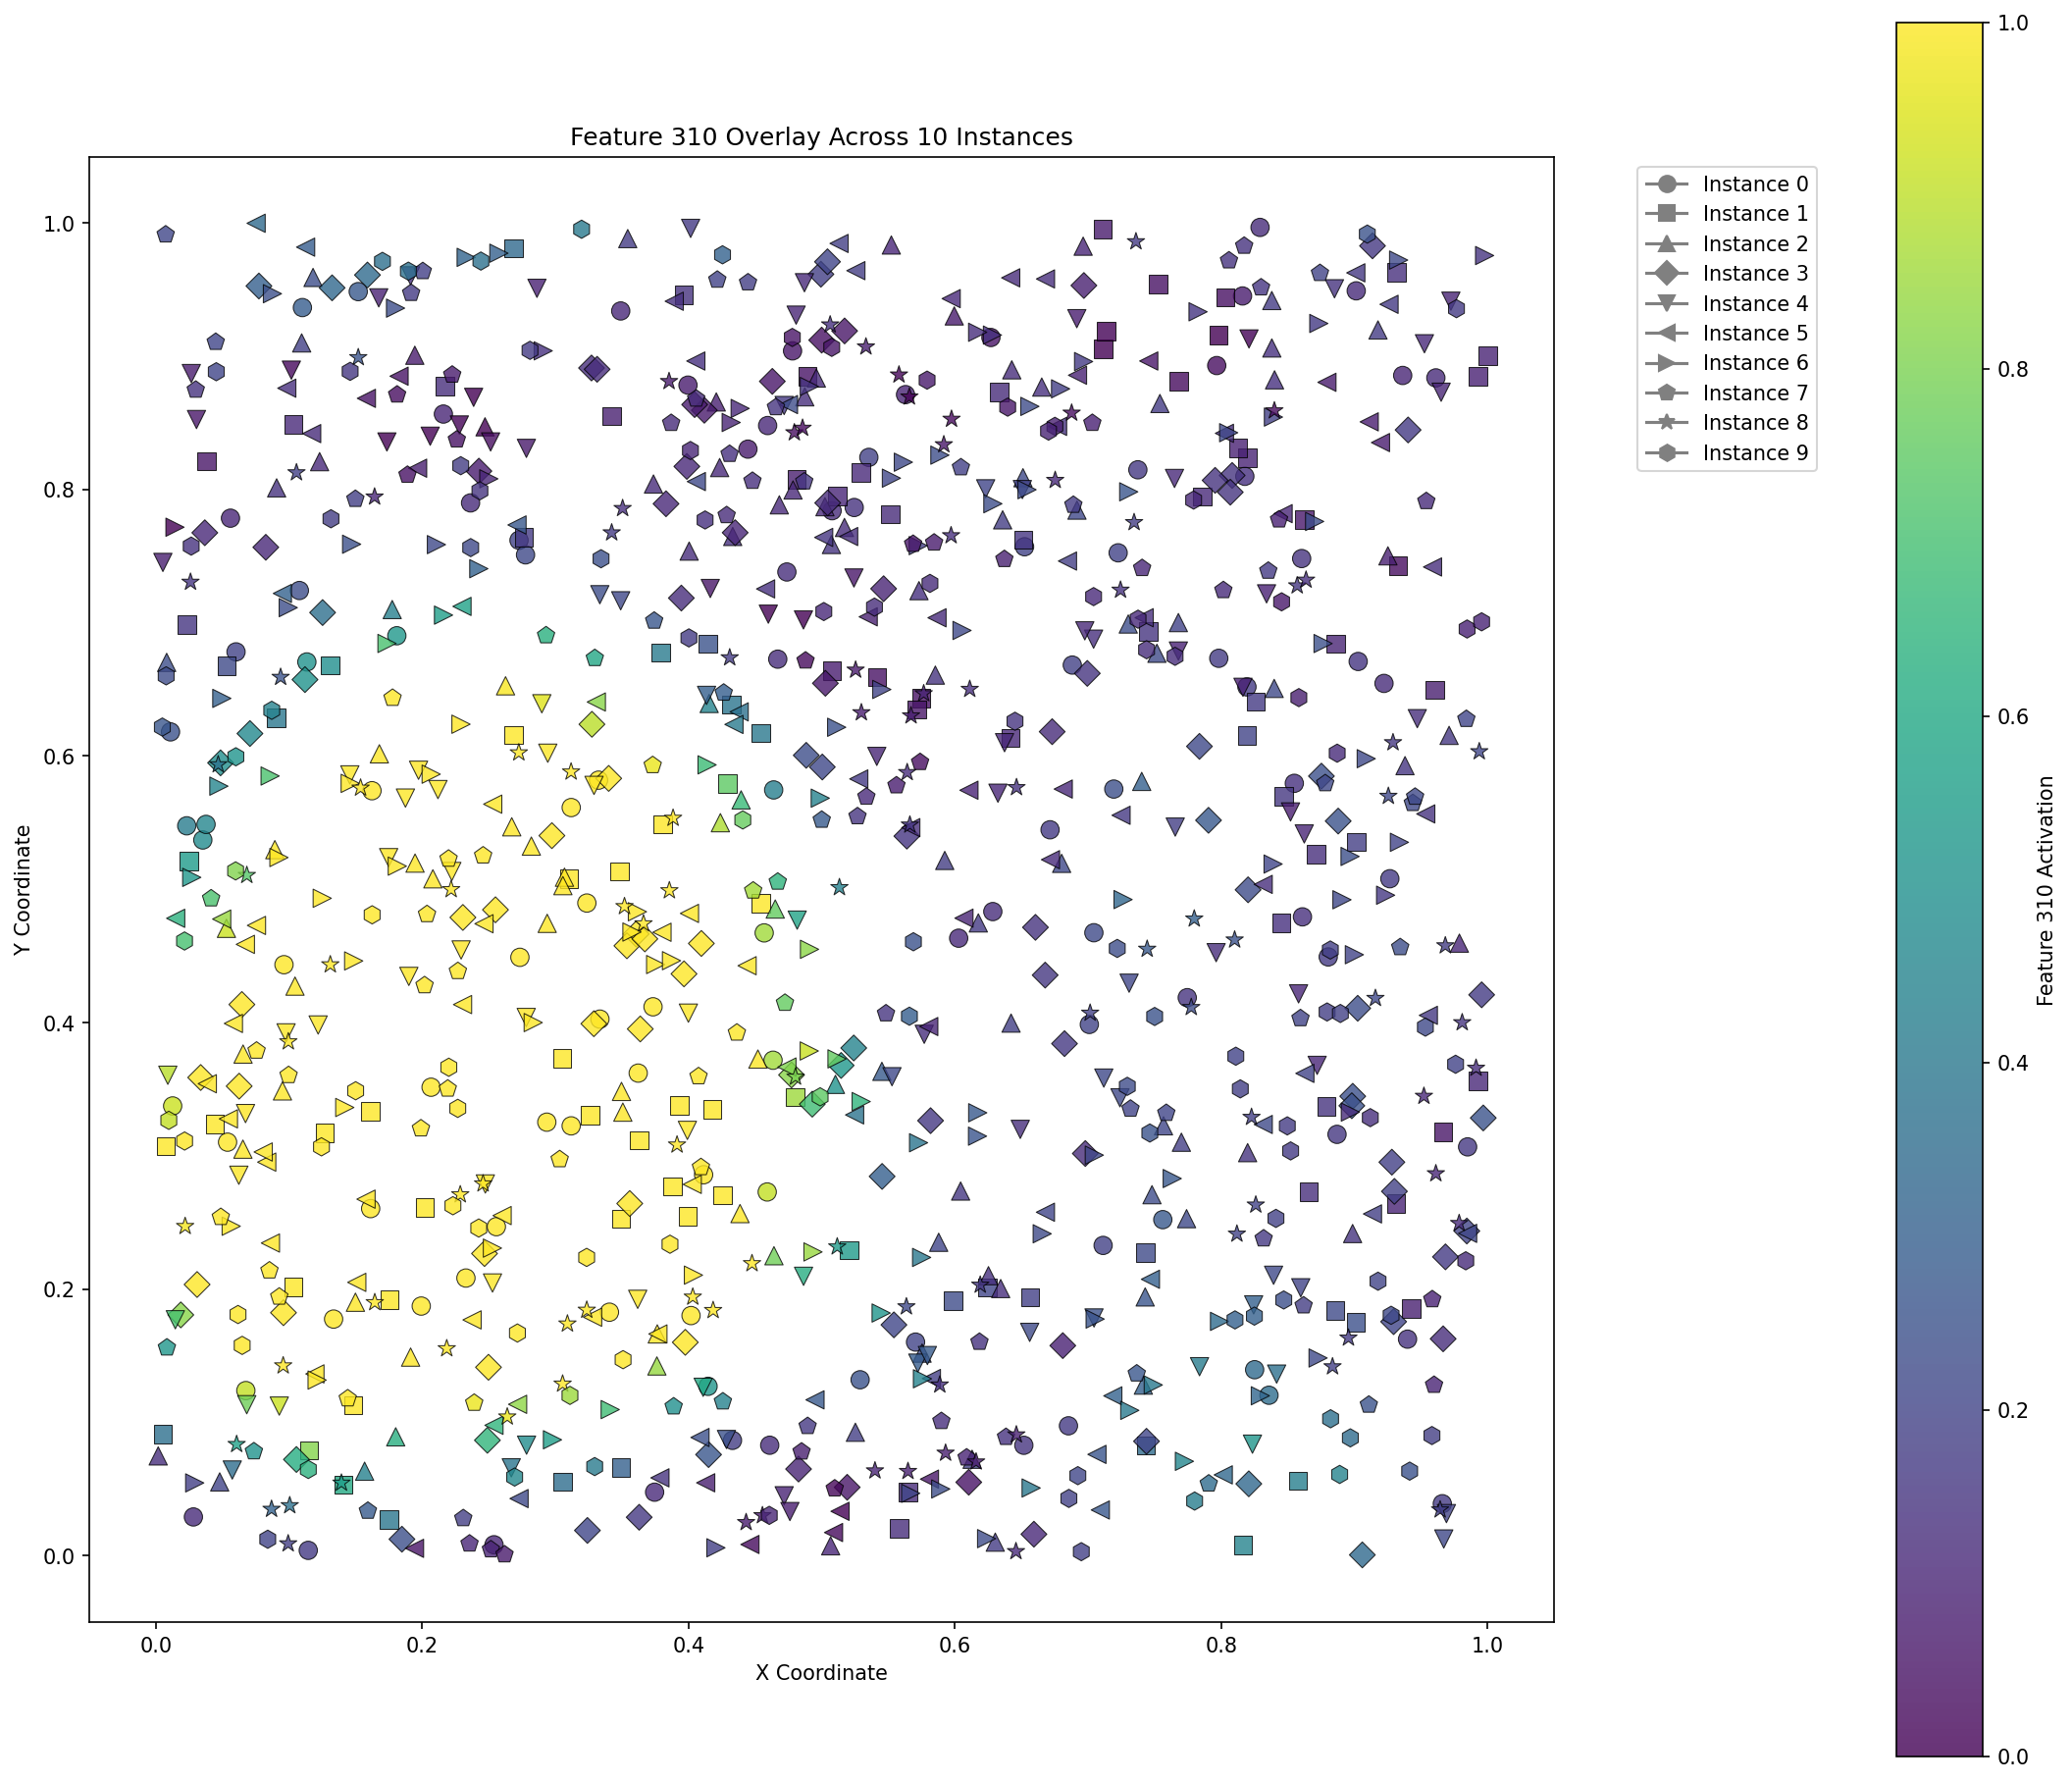 Feature 310 Overlay Across 10 Instances
Y Coordinate
1.0
0.8
0.6
0.4
0.2
0.0
0.0 0.2 0.4 0.6 0.8 1.0
X Coordinate
Instance 0
Instance 1
Instance 2
Instance 3
Instance 4
Instance 5
Instance 6
Instance 7
Instance 8
Instance 9
1.0
0.8
0.6
0.4
0.2
0.0
Feature 310 Activation